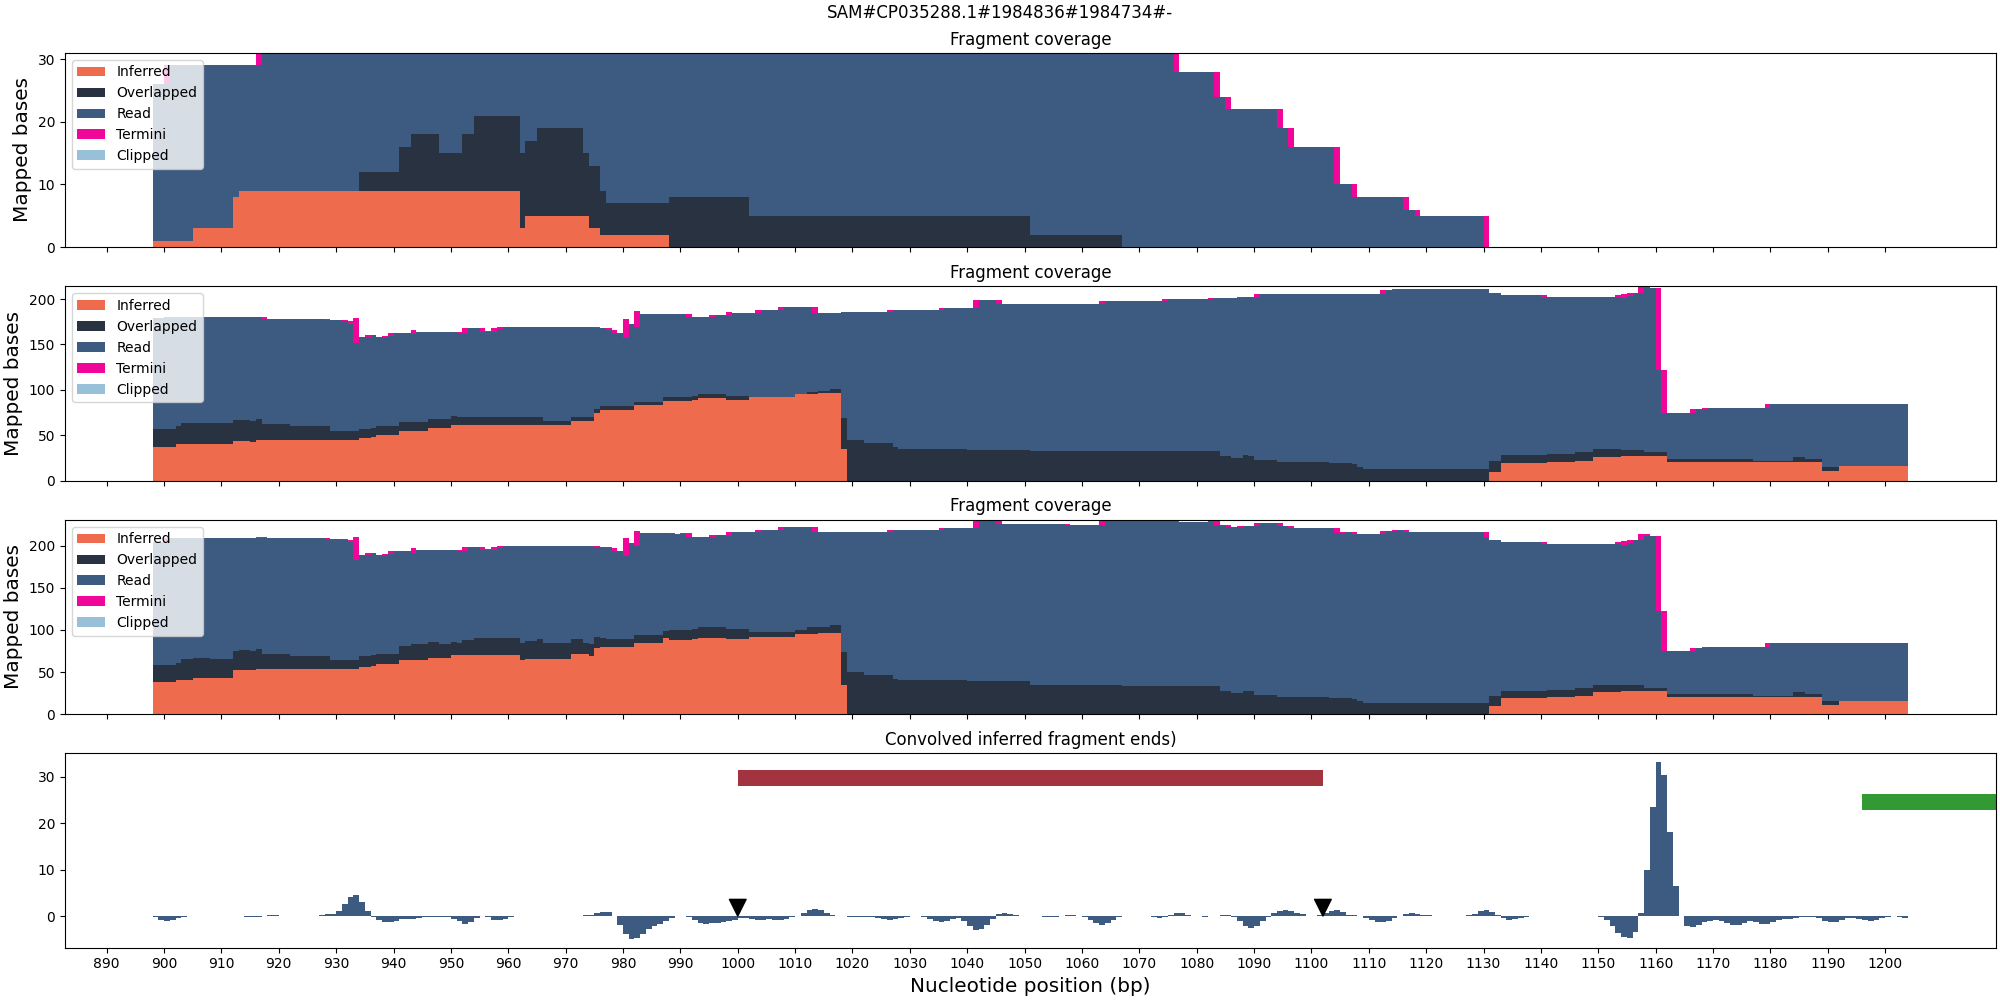 SAM#CP035288.1#1984836#1984734#-
Fragment coverage
Mapped bases
30
20
10
0
Inferred
Overlapped
Read
Termini
Clipped
Fragment coverage
Mapped bases
200
150
100
50
0
Inferred
Overlapped
Read
Termini
Clipped
Fragment coverage
Mapped bases
200
150
100
50
0
Inferred
Overlapped
Read
Termini
Clipped
Convolved inferred fragment ends)
30
20
10
0
890 900 910 920 930 940 950 960 970 980 990 1000 1010 1020 1030 1040 1050 1060 1070 1080 1090 1100 1110 1120 1130 1140 1150 1160 1170 1180 1190 1200
Nucleotide position (bp)